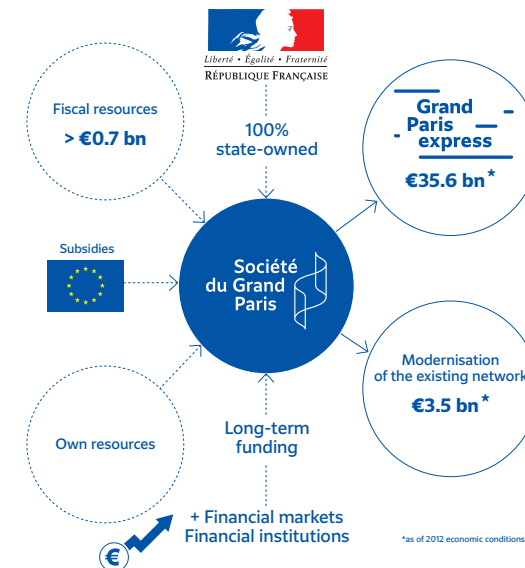 Liberté • Égalité • Fraternité
RÉPUBLIQUE FRANÇAISE
Fiscal resources
> €0.7 bn
100%
state-owned
Grand
Paris
express
€35.6 bn*
Subsidies
Société
du Grand
Paris
Modernisation
of the existing network
€3.5 bn*
Own resources
Long-term
funding
+ Financial markets
Financial institutions
€
*as of 2012 economic conditions